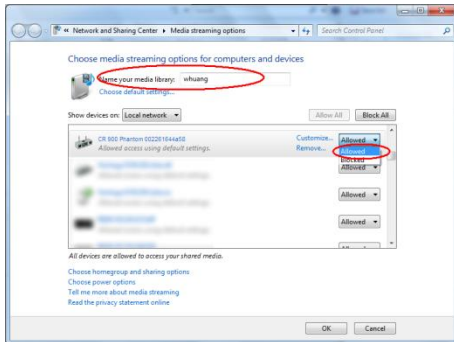 « Network and Sharing Center ▸ Media streaming options
Search Control Panel
Choose media streaming options for computers and devices
Name your media library: whuang
Choose default settings...
Show devices on: Local network
Allow All
Block All
CR 900 Phantom
Allowed access using default settings.
Customize...
Remove...
Allowed
Allowed
Blocked
Allowed
Allowed
Allowed
All devices are allowed to access your shared media.
Choose homegroup and sharing options
Choose power options
Tell me more about media streaming
Read the privacy statement online
OK
Cancel